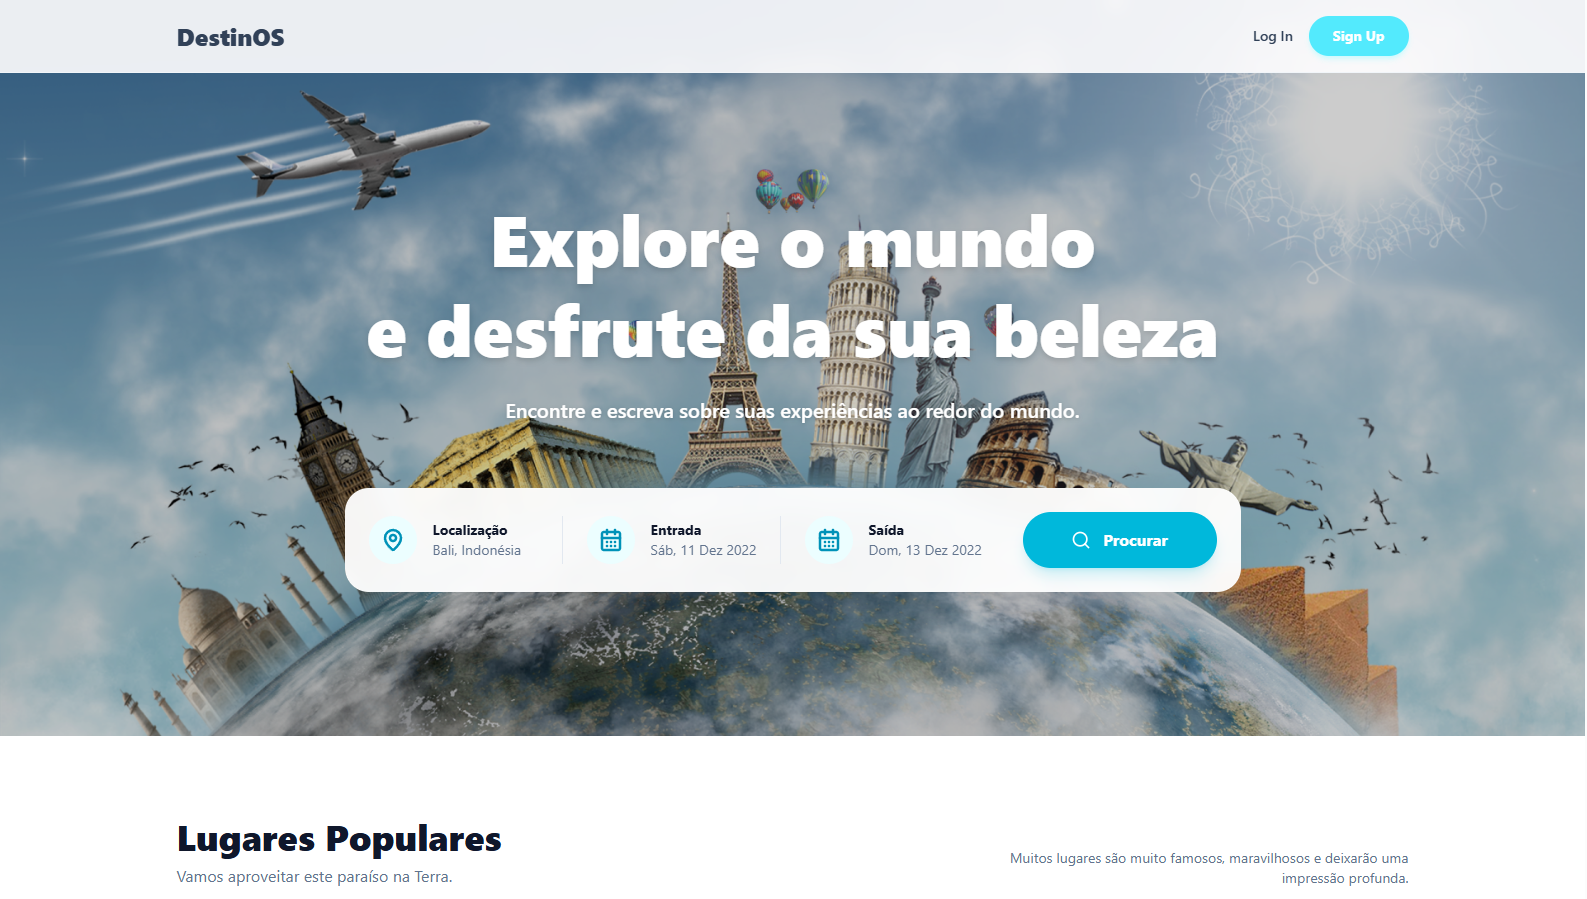 DestinOS
Log In
Sign Up
Explore o mundo
e desfrute da sua beleza
Encontre e escreva sobre suas experiências ao redor do mundo.
Localização
Bali, Indonésia
Entrada
Sáb, 11 Dez 2022
Saída
Dom, 13 Dez 2022
Procurar
Lugares Populares
Vamos aproveitar este paraíso na Terra.
Muitos lugares são muito famosos, maravilhosos e deixarão uma
impressão profunda.